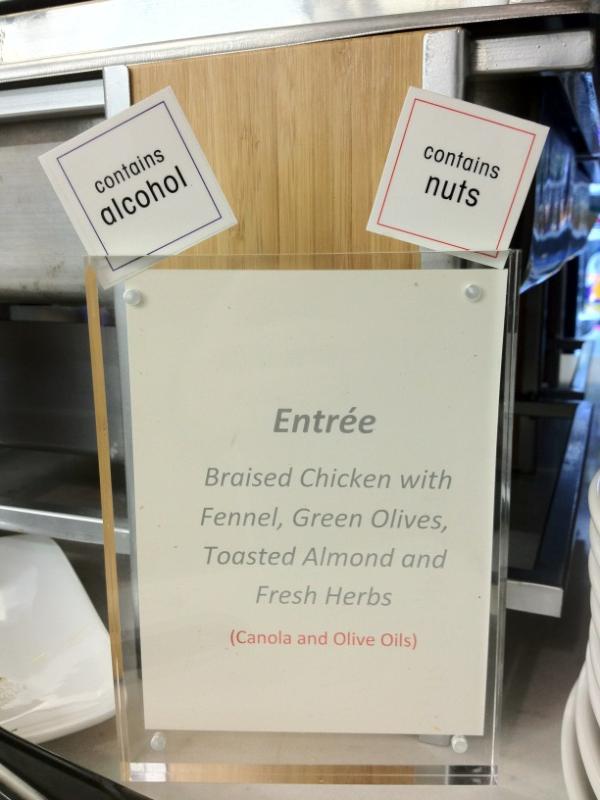 contains
alcohol
contains
nuts
Entrée
Braised Chicken with
Fennel, Green Olives,
Toasted Almond and
Fresh Herbs
(Canola and Olive Oils)